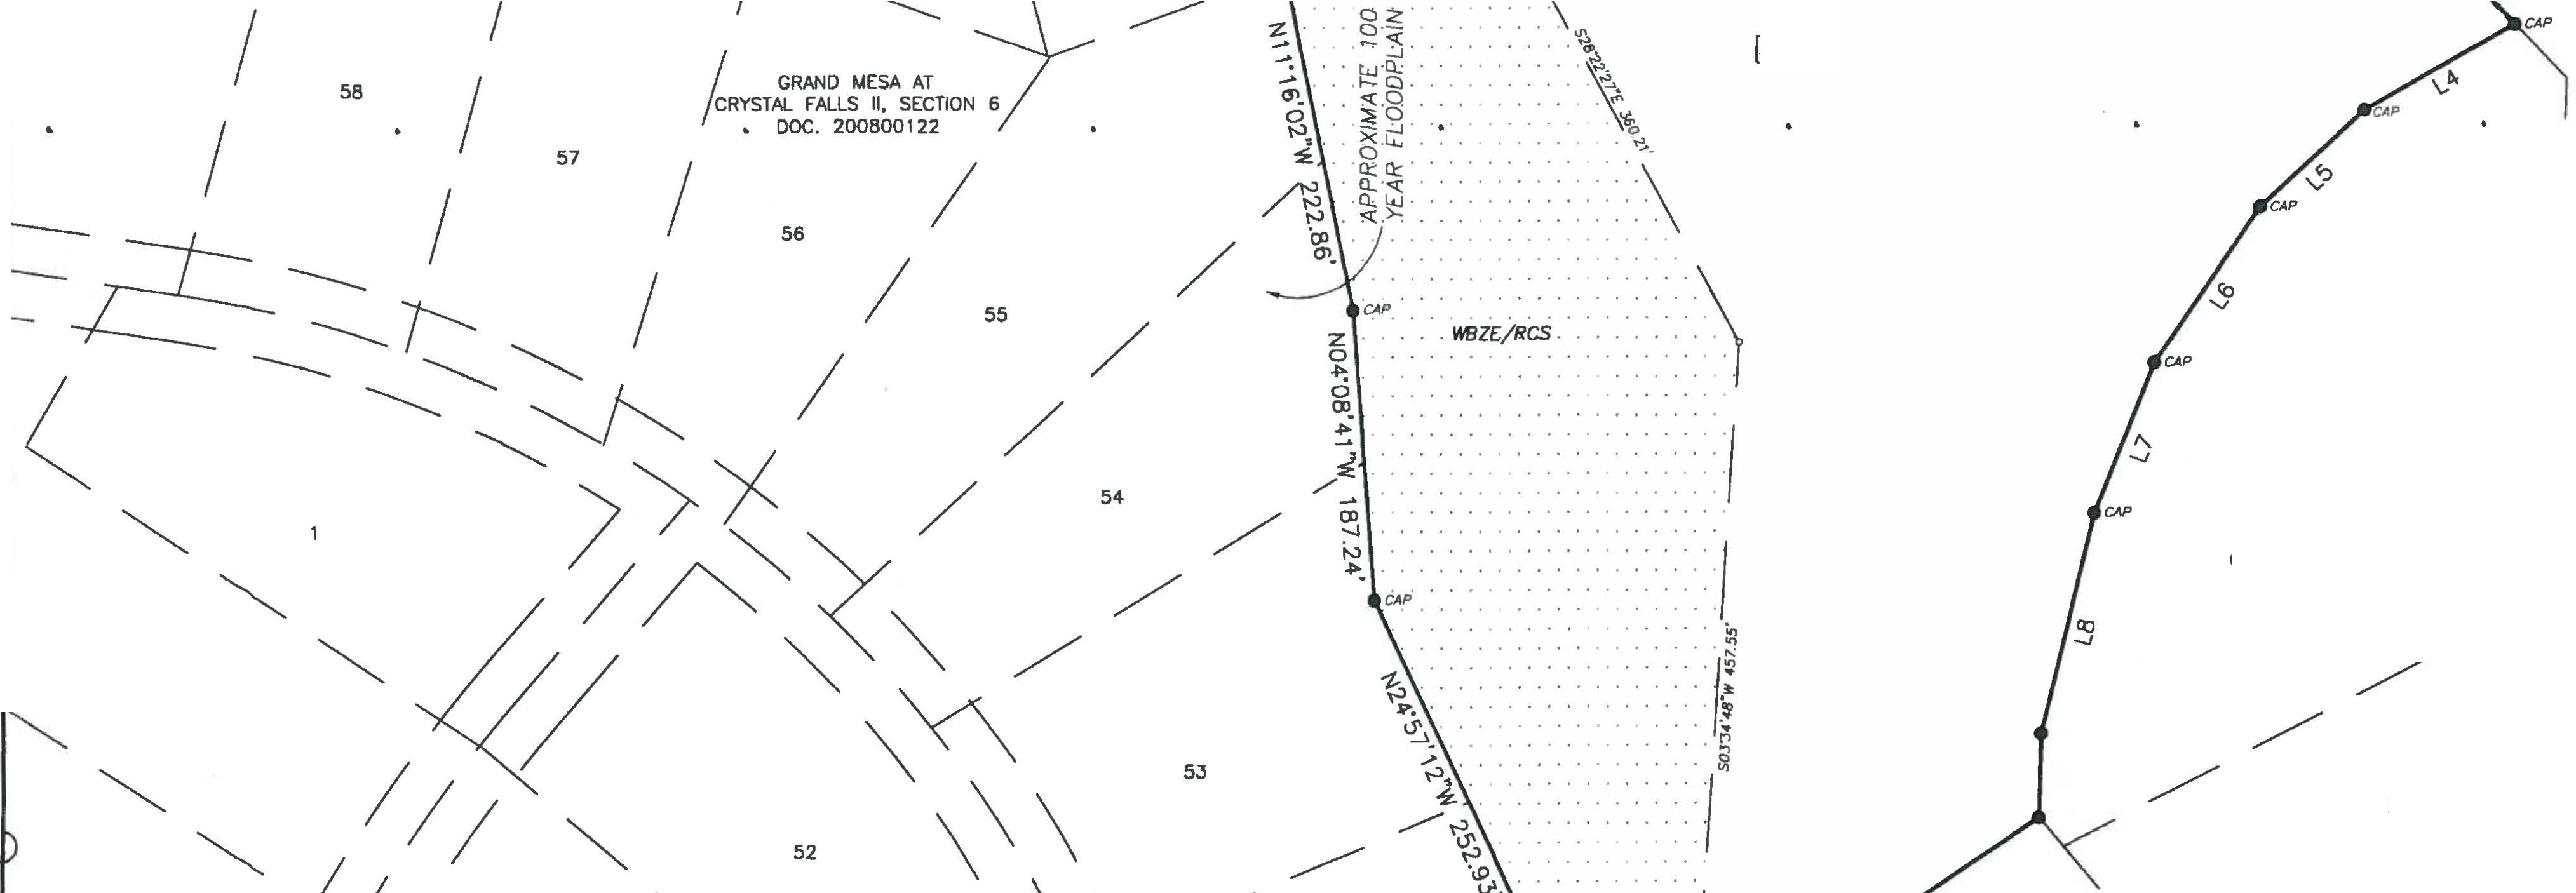 58
57
GRAND MESA AT
CRYSTAL FALLS II, SECTION 6
DOC. 200800122
56
55
54
53
52
1
N11°16'02"W 222.86'
APPROXIMATE 100
YEAR FLOODPLAIN
S28°22'27"E 360.21'
CAP
WBZE/RCS
N04°08'41"W 187.24'
CAP
N24°57'12"W 252.93'
S03°34'48"W 457.55'
CAP
L4
CAP
L5
CAP
L6
CAP
L7
CAP
L8